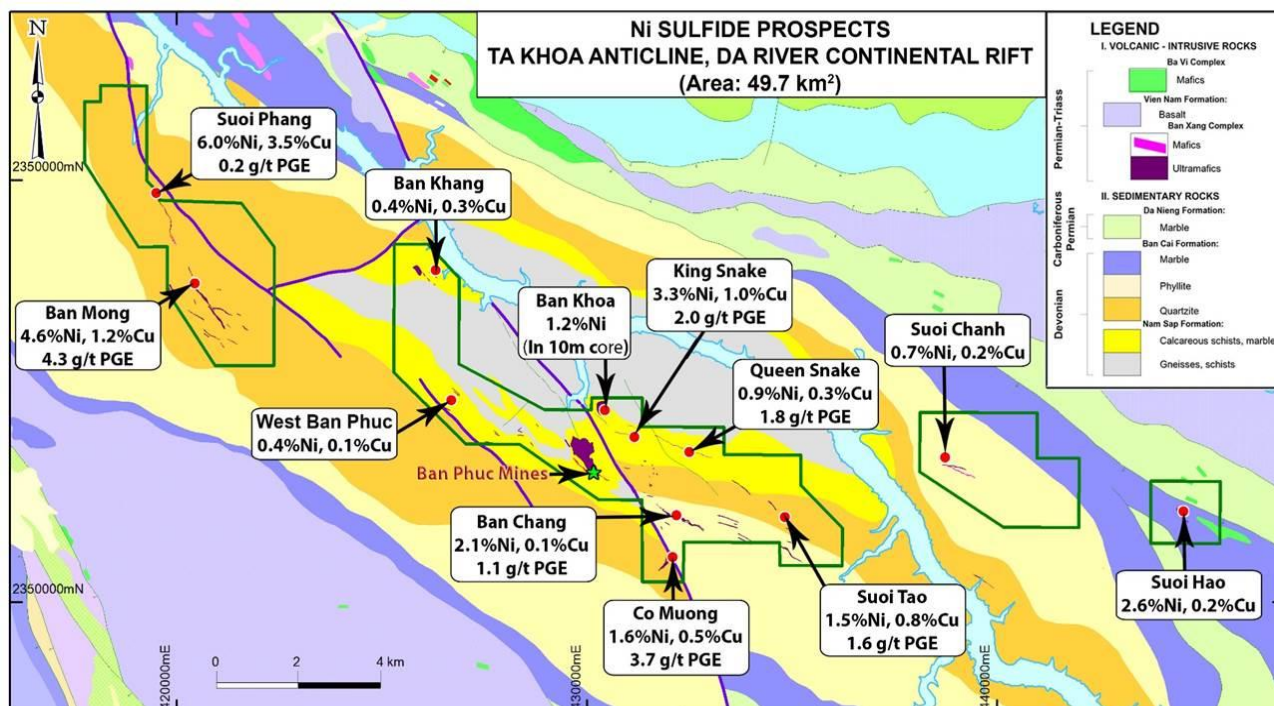 Ni SULFIDE PROSPECTS
TA KHOA ANTICLINE, DA RIVER CONTINENTAL RIFT
(Area: 49.7 km²)
N
LEGEND
I. VOLCANIC - INTRUSIVE ROCKS
Permian-Triass
Ba Vi Complex
Mafics
Vien Nam Formation:
Basalt
Ban Xang Complex
Mafics
Ultramafics
II. SEDIMENTARY ROCKS
Carboniferous
Permian
Da Nieng Formation:
Marble
Devonian
Ban Cai Formation:
Marble
Phyllite
Quartzite
Nam Sap Formation:
Calcareous schists, marble
Gneisses, schists
2350000mN
Suoi Phang
6.0%Ni, 3.5%Cu
0.2 g/t PGE
Ban Khang
0.4%Ni, 0.3%Cu
Ban Mong
4.6%Ni, 1.2%Cu
4.3 g/t PGE
Ban Khoa
1.2%Ni
(In 10m core)
King Snake
3.3%Ni, 1.0%Cu
2.0 g/t PGE
Queen Snake
0.9%Ni, 0.3%Cu
1.8 g/t PGE
Suoi Chanh
0.7%Ni, 0.2%Cu
West Ban Phuc
0.4%Ni, 0.1%Cu
Ban Phuc Mines
Ban Chang
2.1%Ni, 0.1%Cu
1.1 g/t PGE
Co Muong
1.6%Ni, 0.5%Cu
3.7 g/t PGE
Suoi Tao
1.5%Ni, 0.8%Cu
1.6 g/t PGE
Suoi Hao
2.6%Ni, 0.2%Cu
2350000mN
0 2 4 km
420000mE
430000mE
440000mE